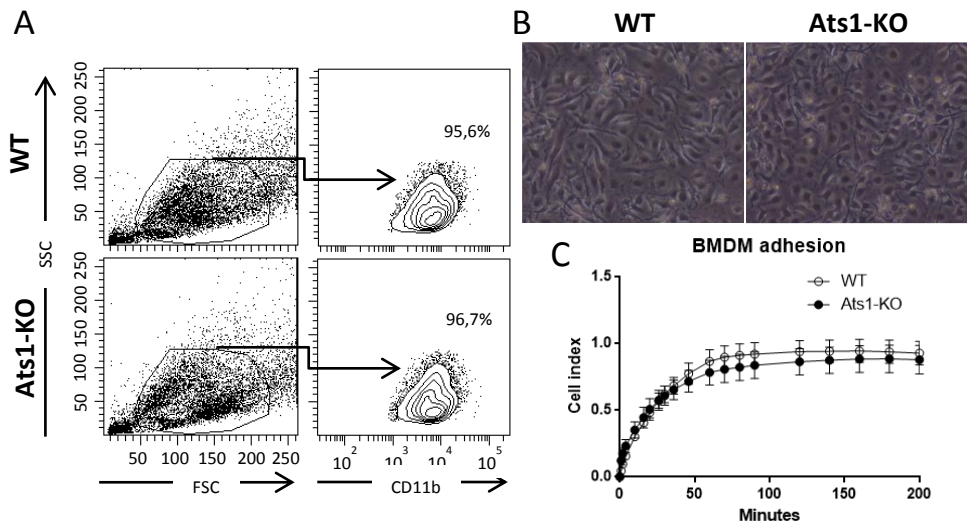 A
WT
SSC
250
200
150
100
50
95,6%
Ats1-KO
250
200
150
100
50
96,7%
50 100 150 200 250
FSC
10² 10³ 10⁴ 10⁵
CD11b
B
WT Ats1-KO
C
BMDM adhesion
WT
Ats1-KO
Cell index
1.5
1.0
0.5
0.0
0 50 100 150 200
Minutes